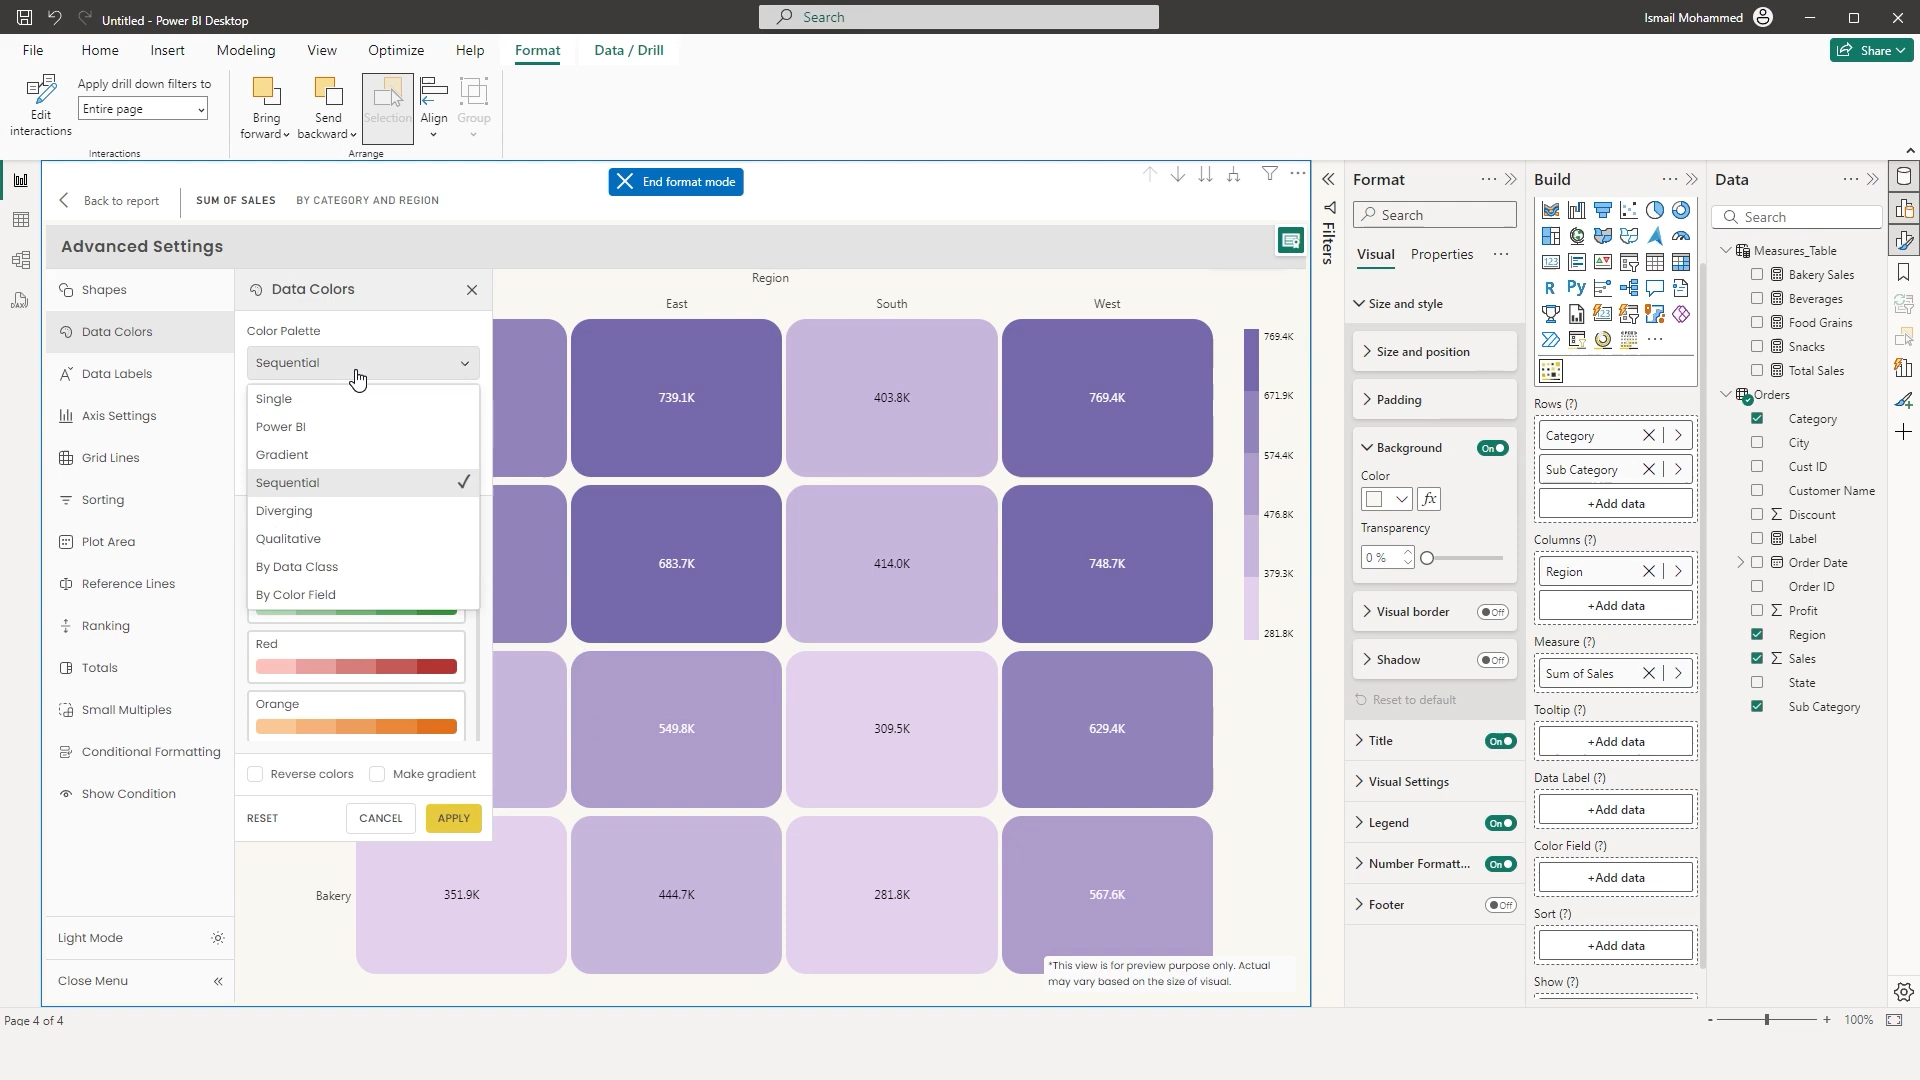 Untitled - Power BI Desktop
Search
Ismail Mohammed
File
Home
Insert
Modeling
View
Optimize
Help
Format
Data / Drill
Share
Edit interactions
Apply drill down filters to
Entire page
Interactions
Bring forward
Send backward
Selection
Align
Group
Arrange
Back to report
SUM OF SALES
BY CATEGORY AND REGION
End format mode
Advanced Settings
Shapes
Data Colors
Data Labels
Axis Settings
Grid Lines
Sorting
Plot Area
Reference Lines
Ranking
Totals
Small Multiples
Conditional Formatting
Show Condition
Light Mode
Close Menu
Data Colors
Color Palette
Sequential
Single
Power BI
Gradient
Sequential
Diverging
Qualitative
By Data Class
By Color Field
Red
Orange
Reverse colors
Make gradient
RESET
CANCEL
APPLY
Region
East
South
West
739.1K
403.8K
769.4K
683.7K
414.0K
748.7K
549.8K
309.5K
629.4K
Bakery
351.9K
444.7K
281.8K
567.6K
769.4K
671.9K
574.4K
476.8K
379.3K
281.8K
*This view is for preview purpose only. Actual
may vary based on the size of visual.
Filters
Format
Search
Visual
Properties
Size and style
Size and position
Padding
Background
On
Color
fx
Transparency
0 %
Visual border
Off
Shadow
Off
Reset to default
Title
On
Visual Settings
Legend
On
Number Formatt...
On
Footer
Off
Build
123
R
Py
Rows (?)
Category
Sub Category
+Add data
Columns (?)
Region
+Add data
Measure (?)
Sum of Sales
Tooltip (?)
+Add data
Data Label (?)
+Add data
Color Field (?)
+Add data
Sort (?)
+Add data
Show (?)
Data
Search
Measures_Table
Bakery Sales
Beverages
Food Grains
Snacks
Total Sales
Orders
Category
City
Cust ID
Customer Name
Discount
Label
Order Date
Order ID
Profit
Region
Sales
State
Sub Category
Page 4 of 4
100%